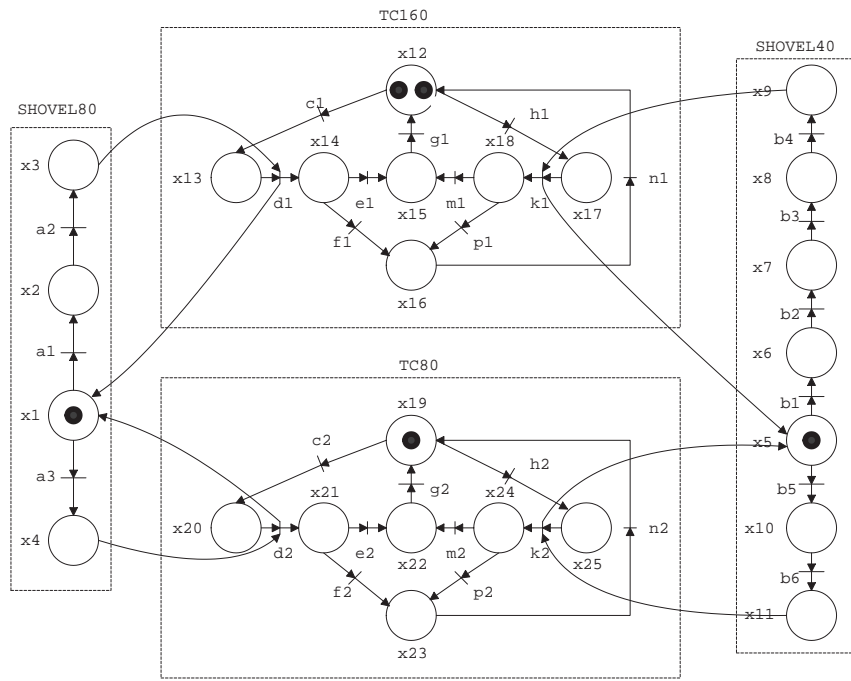 TC160
SHOVEL40
SHOVEL80
x12
x9
c1
h1
x14
x18
g1
b4
x3
x13
x8
n1
d1
e1
x15
m1
k1
x17
a2
f1
p1
b3
x2
x7
x16
b2
a1
x6
TC80
x1
x19
b1
x5
c2
h2
a3
x21
x24
g2
b5
x4
x20
x10
n2
d2
e2
x22
m2
k2
x25
f2
p2
b6
x11
x23